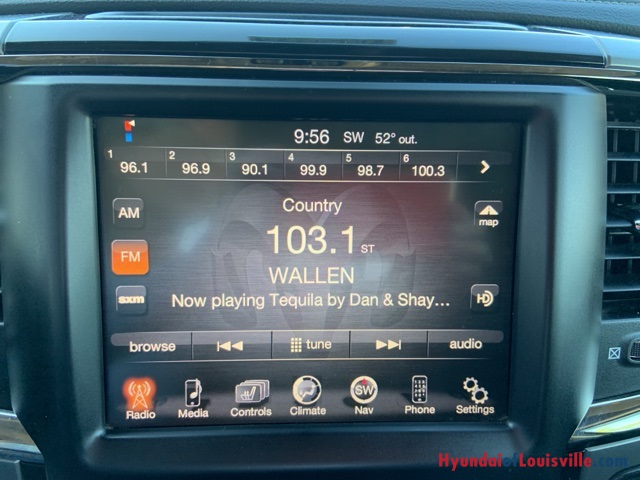 9:56 SW 52° out.
1 96.1 2 96.9 3 90.1 4 99.9 5 98.7 6 100.3
Country
AM
map
103.1 ST
FM
WALLEN
sxm Now playing Tequila by Dan & Shay... HD
browse tune audio
Radio Media Controls Climate SW Nav Phone Settings
HyundaiofLouisville.com